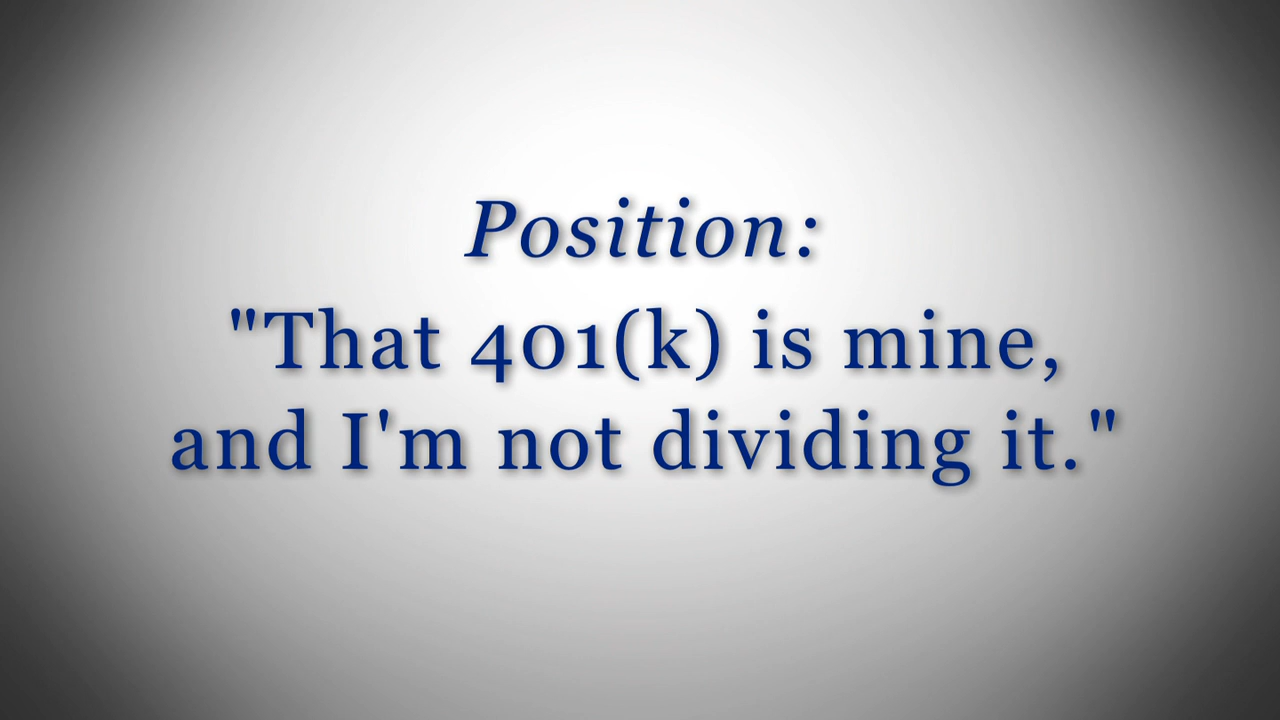 Position:
"That 401(k) is mine,
and I'm not dividing it."